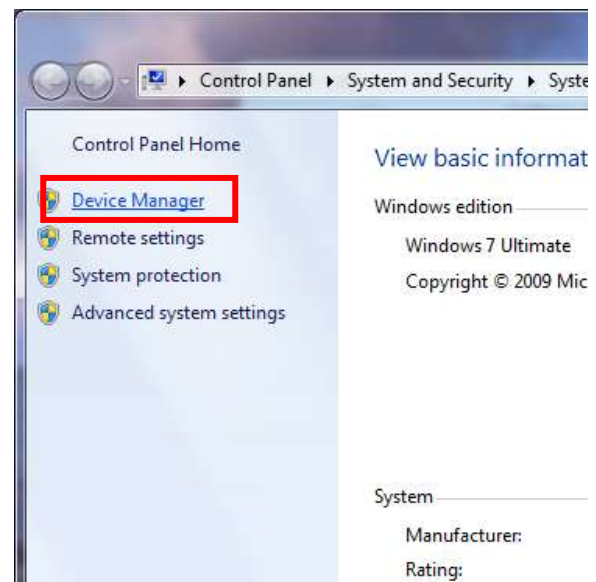 Control Panel System and Security Syste
Control Panel Home
Device Manager
Remote settings
System protection
Advanced system settings
View basic informat
Windows edition
Windows 7 Ultimate
Copyright © 2009 Mic
System
Manufacturer:
Rating: